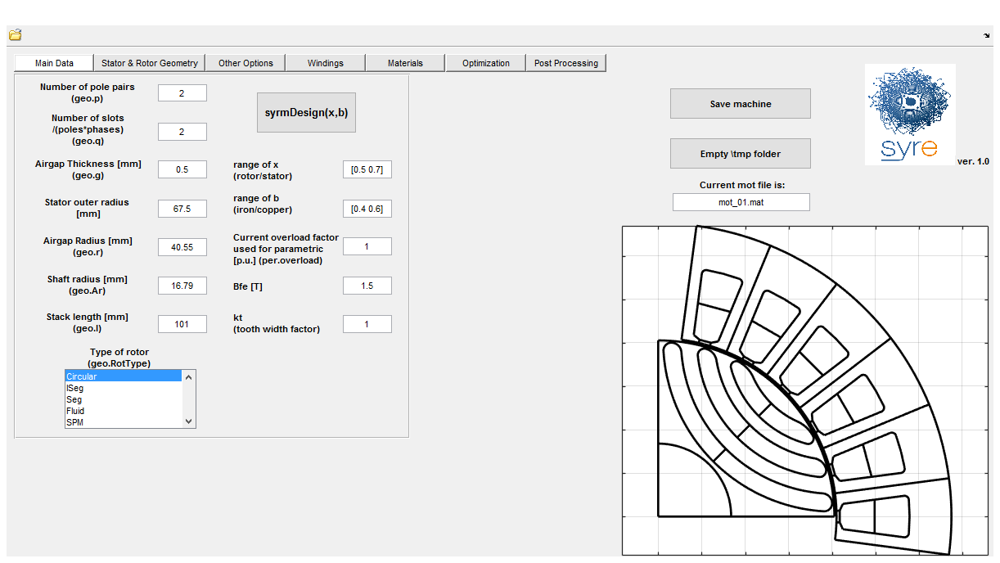 Main Data
Stator & Rotor Geometry
Other Options
Windings
Materials
Optimization
Post Processing
Number of pole pairs
(geo.p)
2
Number of slots
/(poles*phases)
(geo.q)
2
syrmDesign(x,b)
Airgap Thickness [mm]
(geo.g)
0.5
range of x
(rotor/stator)
[0.5 0.7]
Stator outer radius
[mm]
67.5
range of b
(iron/copper)
[0.4 0.6]
Airgap Radius [mm]
(geo.r)
40.55
Current overload factor
used for parametric
[p.u.] (per.overload)
1
Shaft radius [mm]
(geo.Ar)
16.79
Bfe [T]
1.5
Stack length [mm]
(geo.l)
101
kt
(tooth width factor)
1
Type of rotor
(geo.RotType)
Circular
ISeg
Seg
Fluid
SPM
Save machine
Empty \tmp folder
Current mot file is:
mot_01.mat
syre
ver. 1.0